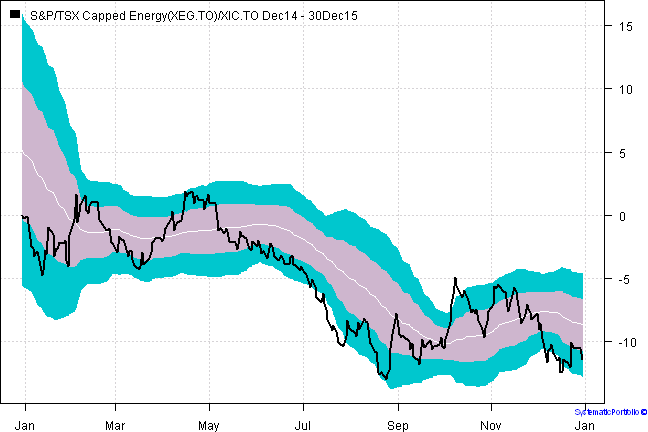 S&P/TSX Capped Energy(XEG.TO)/XIC.TO Dec14 - 30Dec15
15
10
5
0
-5
-10
Jan Mar May Jul Sep Nov Jan
SystematicPortfolio ©